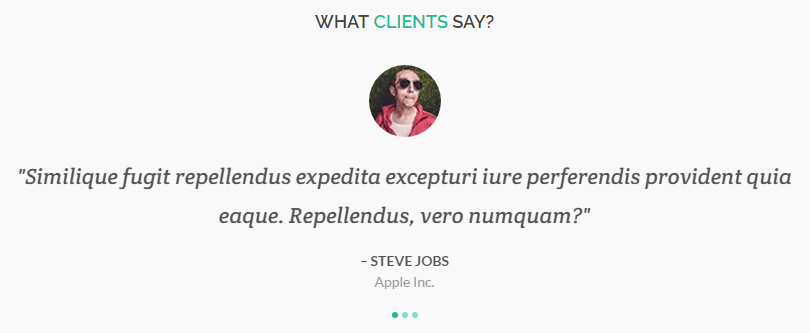 WHAT CLIENTS SAY?
"Similique fugit repellendus expedita excepturi iure perferendis provident quia
eaque. Repellendus, vero numquam?"
– STEVE JOBS
Apple Inc.